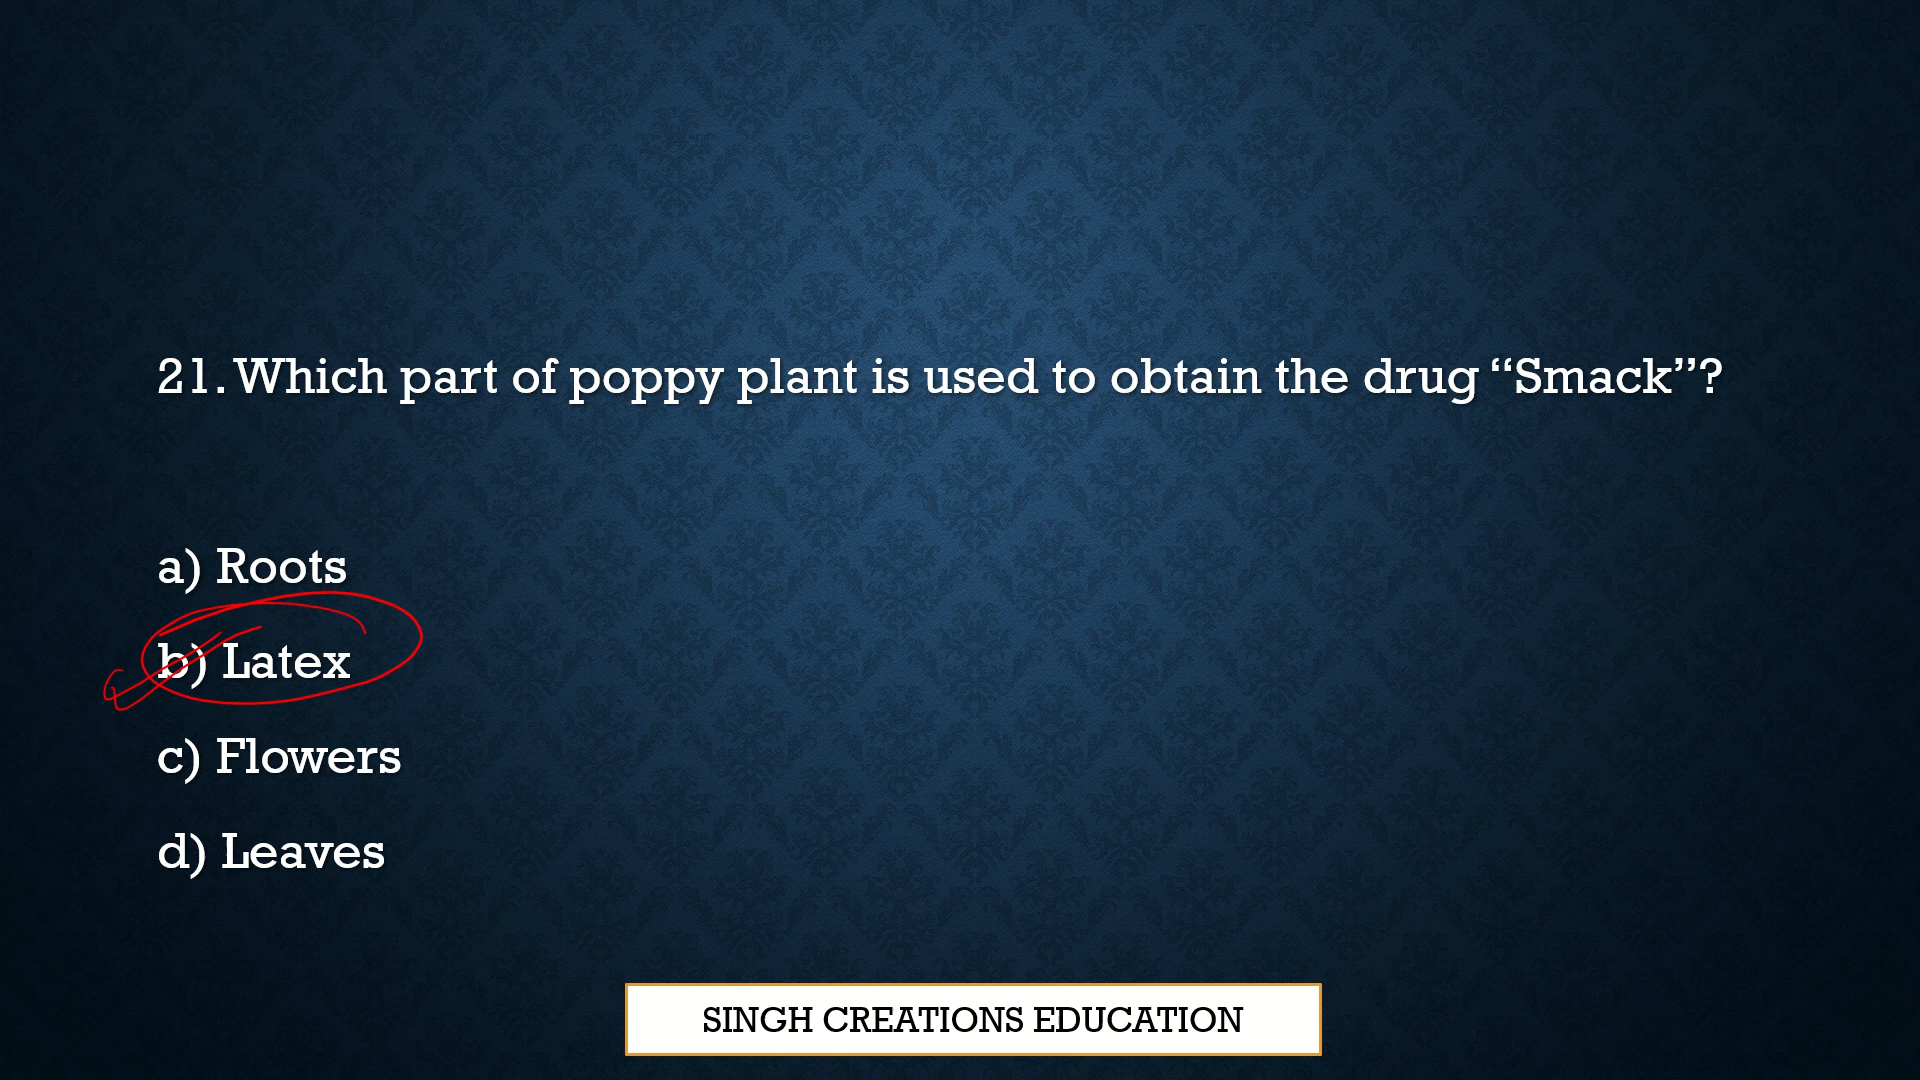 21. Which part of poppy plant is used to obtain the drug “Smack”?
a) Roots
b) Latex
c) Flowers
d) Leaves
SINGH CREATIONS EDUCATION